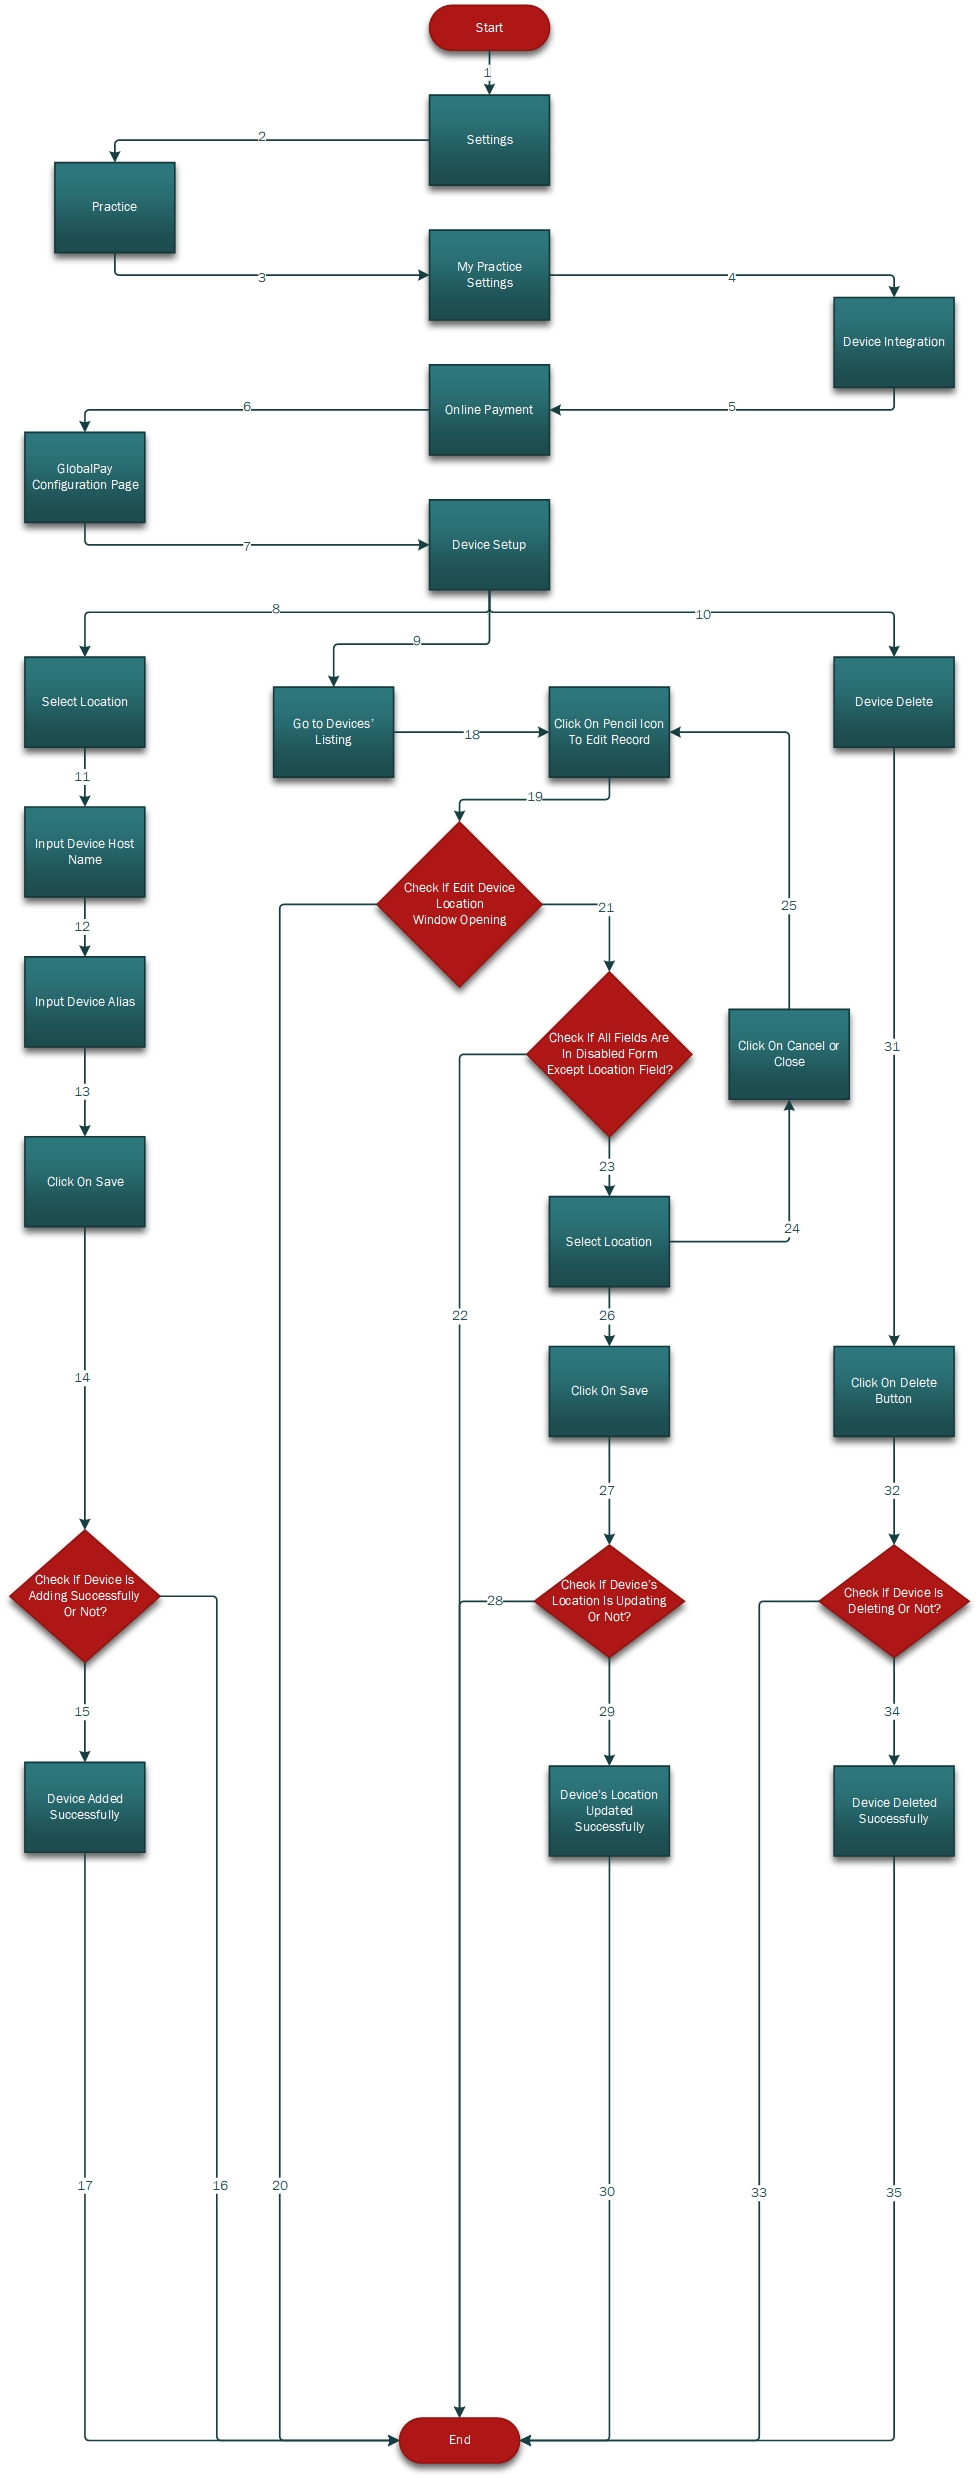 Start
1
Settings
2
Practice
My Practice
Settings
3
4
Device Integration
Online Payment
5
6
GlobalPay
Configuration Page
Device Setup
7
8
10
9
Select Location
Go to Devices'
Listing
18
Click On Pencil Icon
To Edit Record
Device Delete
11
19
Input Device Host
Name
Check If Edit Device
Location
Window Opening
21
25
12
Input Device Alias
Check If All Fields Are
In Disabled Form
Except Location Field?
Click On Cancel or
Close
31
13
23
Click On Save
Select Location
24
22
26
14
Click On Save
Click On Delete
Button
27
32
Check If Device Is
Adding Successfully
Or Not?
28
Check If Device's
Location Is Updating
Or Not?
Check If Device Is
Deleting Or Not?
15
29
34
Device Added
Successfully
Device's Location
Updated
Successfully
Device Deleted
Successfully
17
16
20
30
33
35
End